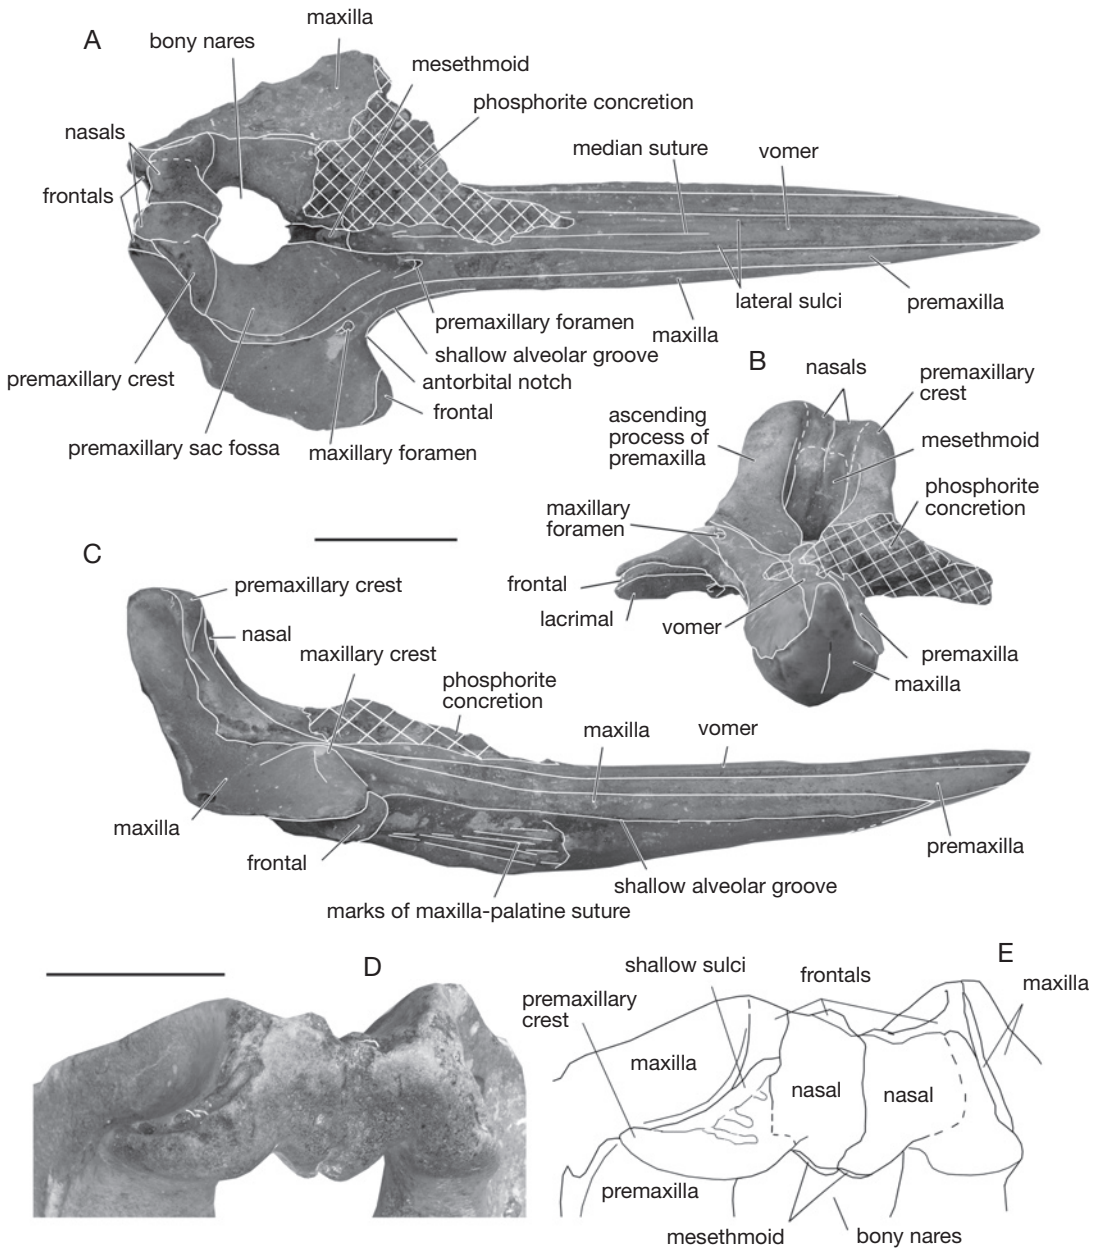 A
maxilla
bony nares
mesethmoid
phosphorite concretion
nasals
median suture
vomer
frontals
lateral sulci
premaxilla
premaxillary foramen
maxilla
shallow alveolar groove
premaxillary crest
antorbital notch
frontal
premaxillary sac fossa
maxillary foramen
B
nasals
premaxillary
crest
ascending
process of
premaxilla
mesethmoid
phosphorite
concretion
maxillary
foramen
frontal
lacrimal
vomer
premaxilla
maxilla
C
premaxillary crest
nasal
maxillary crest
phosphorite
concretion
maxilla
vomer
maxilla
frontal
premaxilla
shallow alveolar groove
marks of maxilla-palatine suture
D
E
shallow sulci
frontals
maxilla
premaxillary
crest
maxilla
nasal
nasal
premaxilla
mesethmoid
bony nares